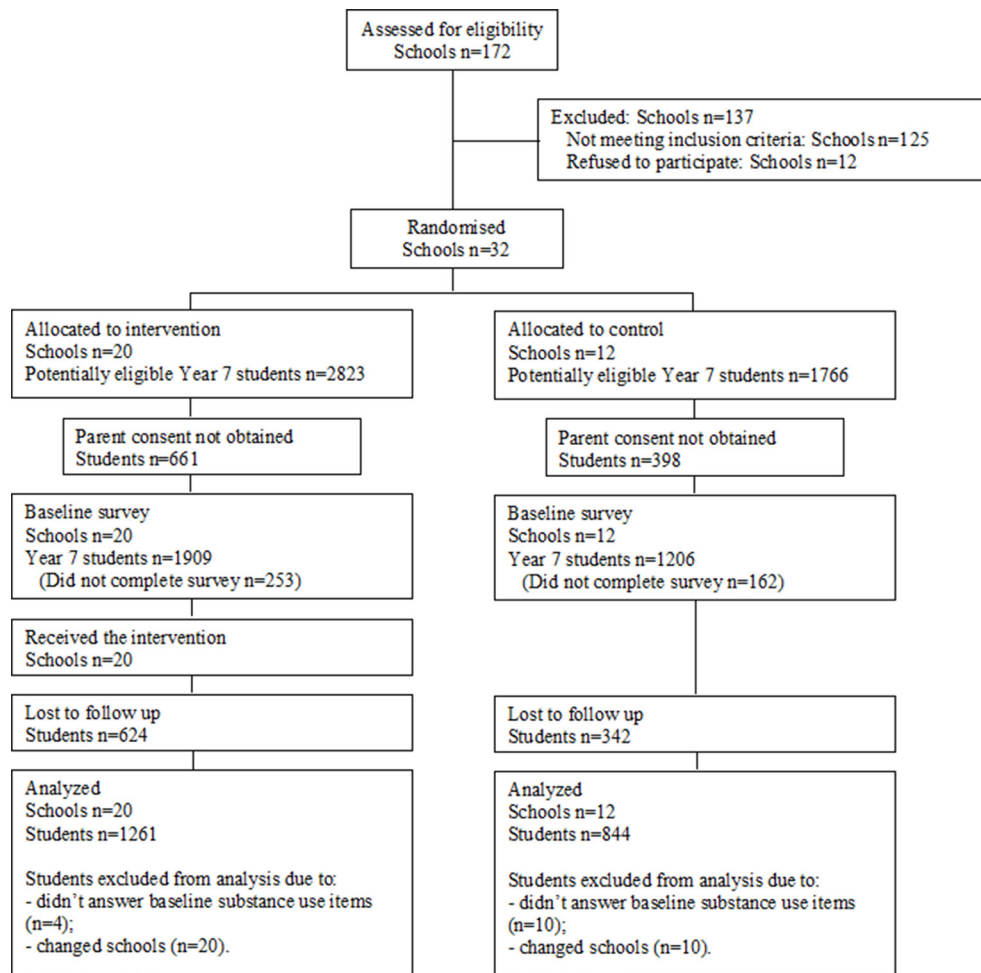 Assessed for eligibility
Schools n=172
Excluded: Schools n=137
Not meeting inclusion criteria: Schools n=125
Refused to participate: Schools n=12
Randomised
Schools n=32
Allocated to intervention
Schools n=20
Potentially eligible Year 7 students n=2823
Allocated to control
Schools n=12
Potentially eligible Year 7 students n=1766
Parent consent not obtained
Students n=661
Parent consent not obtained
Students n=398
Baseline survey
Schools n=20
Year 7 students n=1909
(Did not complete survey n=253)
Baseline survey
Schools n=12
Year 7 students n=1206
(Did not complete survey n=162)
Received the intervention
Schools n=20
Lost to follow up
Students n=624
Lost to follow up
Students n=342
Analyzed
Schools n=20
Students n=1261
Students excluded from analysis due to:
- didn’t answer baseline substance use items
(n=4);
- changed schools (n=20).
Analyzed
Schools n=12
Students n=844
Students excluded from analysis due to:
- didn’t answer baseline substance use items
(n=10);
- changed schools (n=10).